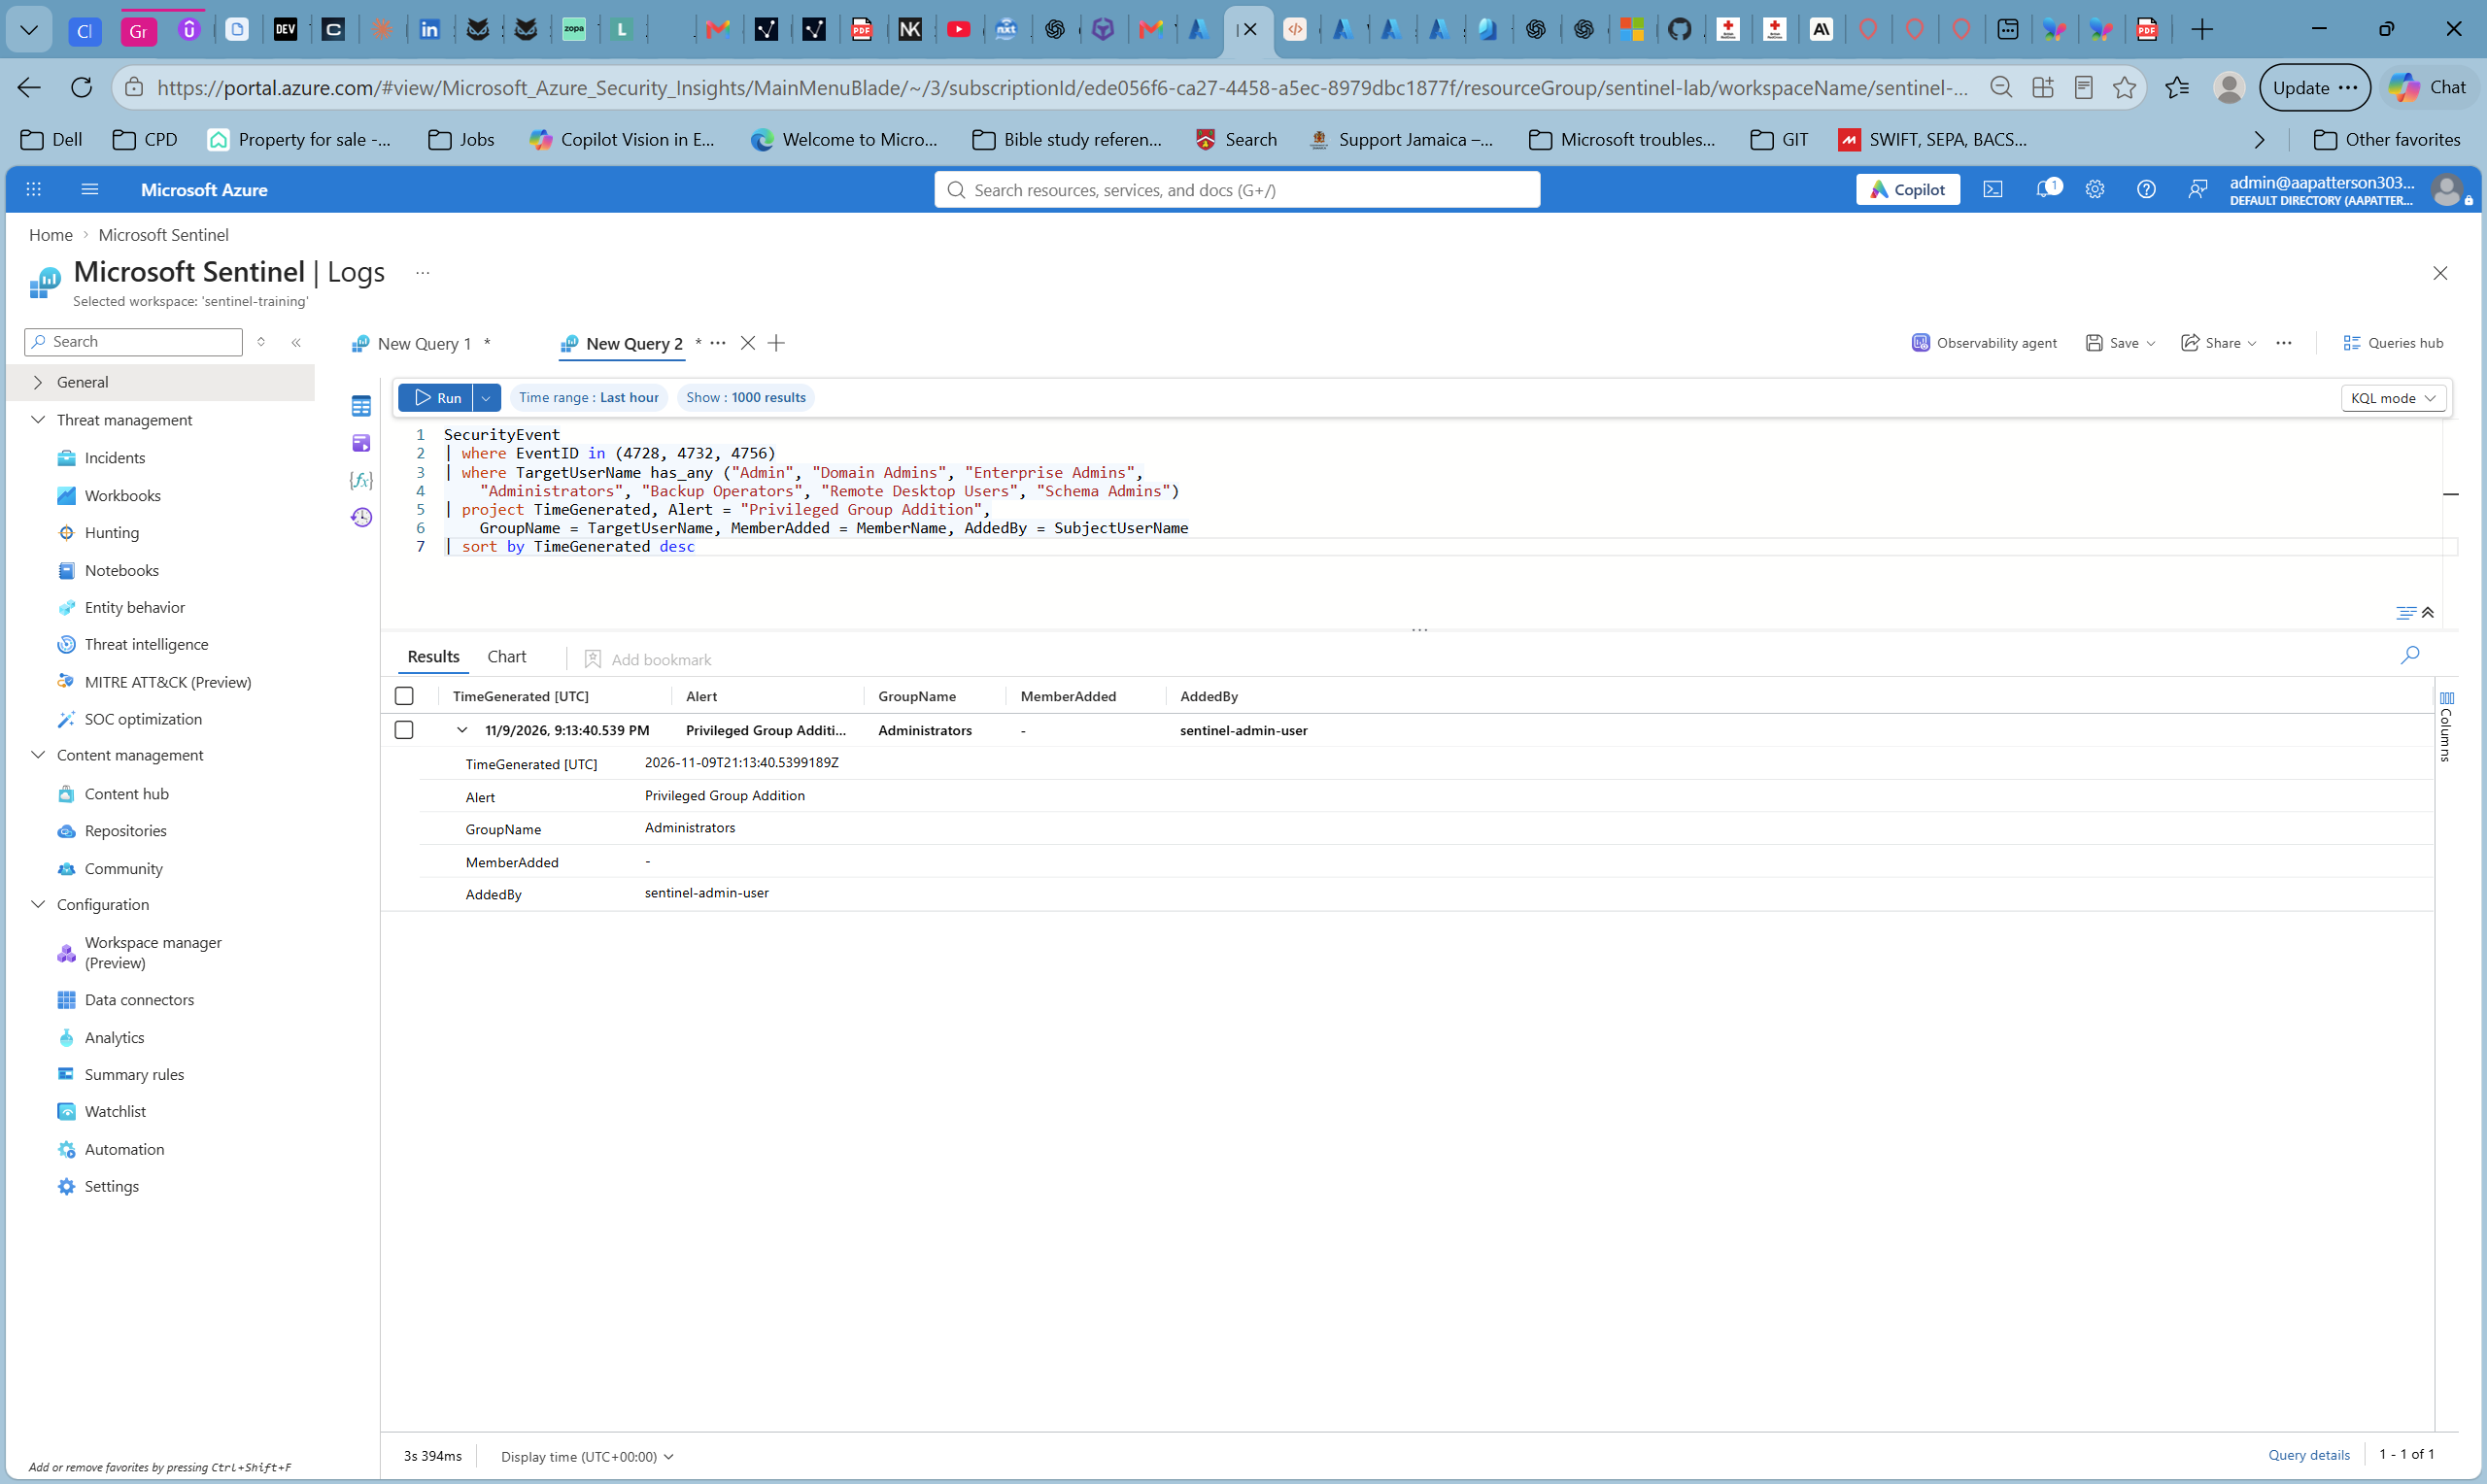 Cl
Gr
DEV
C
zopa
L
PDF
NK
nxt
PDF
https://portal.azure.com/#view/Microsoft_Azure_Security_Insights/MainMenuBlade/~/3/subscriptionId/ede056f6-ca27-4458-a5ec-8979dbc1877f/resourceGroup/sentinel-lab/workspaceName/sentinel-...
Update
Chat
Dell
CPD
Property for sale -...
Jobs
Copilot Vision in E...
Welcome to Micro...
Bible study referen...
Search
Support Jamaica –...
Microsoft troubles...
GIT
SWIFT, SEPA, BACS...
Other favorites
Microsoft Azure
Search resources, services, and docs (G+/)
Copilot
1
admin@aapatterson303...
DEFAULT DIRECTORY (AAPATTER...
Home > Microsoft Sentinel
Microsoft Sentinel | Logs ...
Selected workspace: 'sentinel-training'
Search
General
Threat management
Incidents
Workbooks
Hunting
Notebooks
Entity behavior
Threat intelligence
MITRE ATT&CK (Preview)
SOC optimization
Content management
Content hub
Repositories
Community
Configuration
Workspace manager
(Preview)
Data connectors
Analytics
Summary rules
Watchlist
Automation
Settings
Add or remove favorites by pressing Ctrl+Shift+F
New Query 1 *
New Query 2 * ...
Observability agent
Save
Share
...
Queries hub
Run
Time range : Last hour
Show : 1000 results
KQL mode
1 SecurityEvent
2 | where EventID in (4728, 4732, 4756)
3 | where TargetUserName has_any ("Admin", "Domain Admins", "Enterprise Admins",
4 "Administrators", "Backup Operators", "Remote Desktop Users", "Schema Admins")
5 | project TimeGenerated, Alert = "Privileged Group Addition",
6 GroupName = TargetUserName, MemberAdded = MemberName, AddedBy = SubjectUserName
7 | sort by TimeGenerated desc
...
Results
Chart
Add bookmark
TimeGenerated [UTC] Alert GroupName MemberAdded AddedBy
11/9/2026, 9:13:40.539 PM Privileged Group Additi... Administrators - sentinel-admin-user
TimeGenerated [UTC] 2026-11-09T21:13:40.5399189Z
Alert Privileged Group Addition
GroupName Administrators
MemberAdded -
AddedBy sentinel-admin-user
Columns
3s 394ms
Display time (UTC+00:00)
Query details
1 - 1 of 1